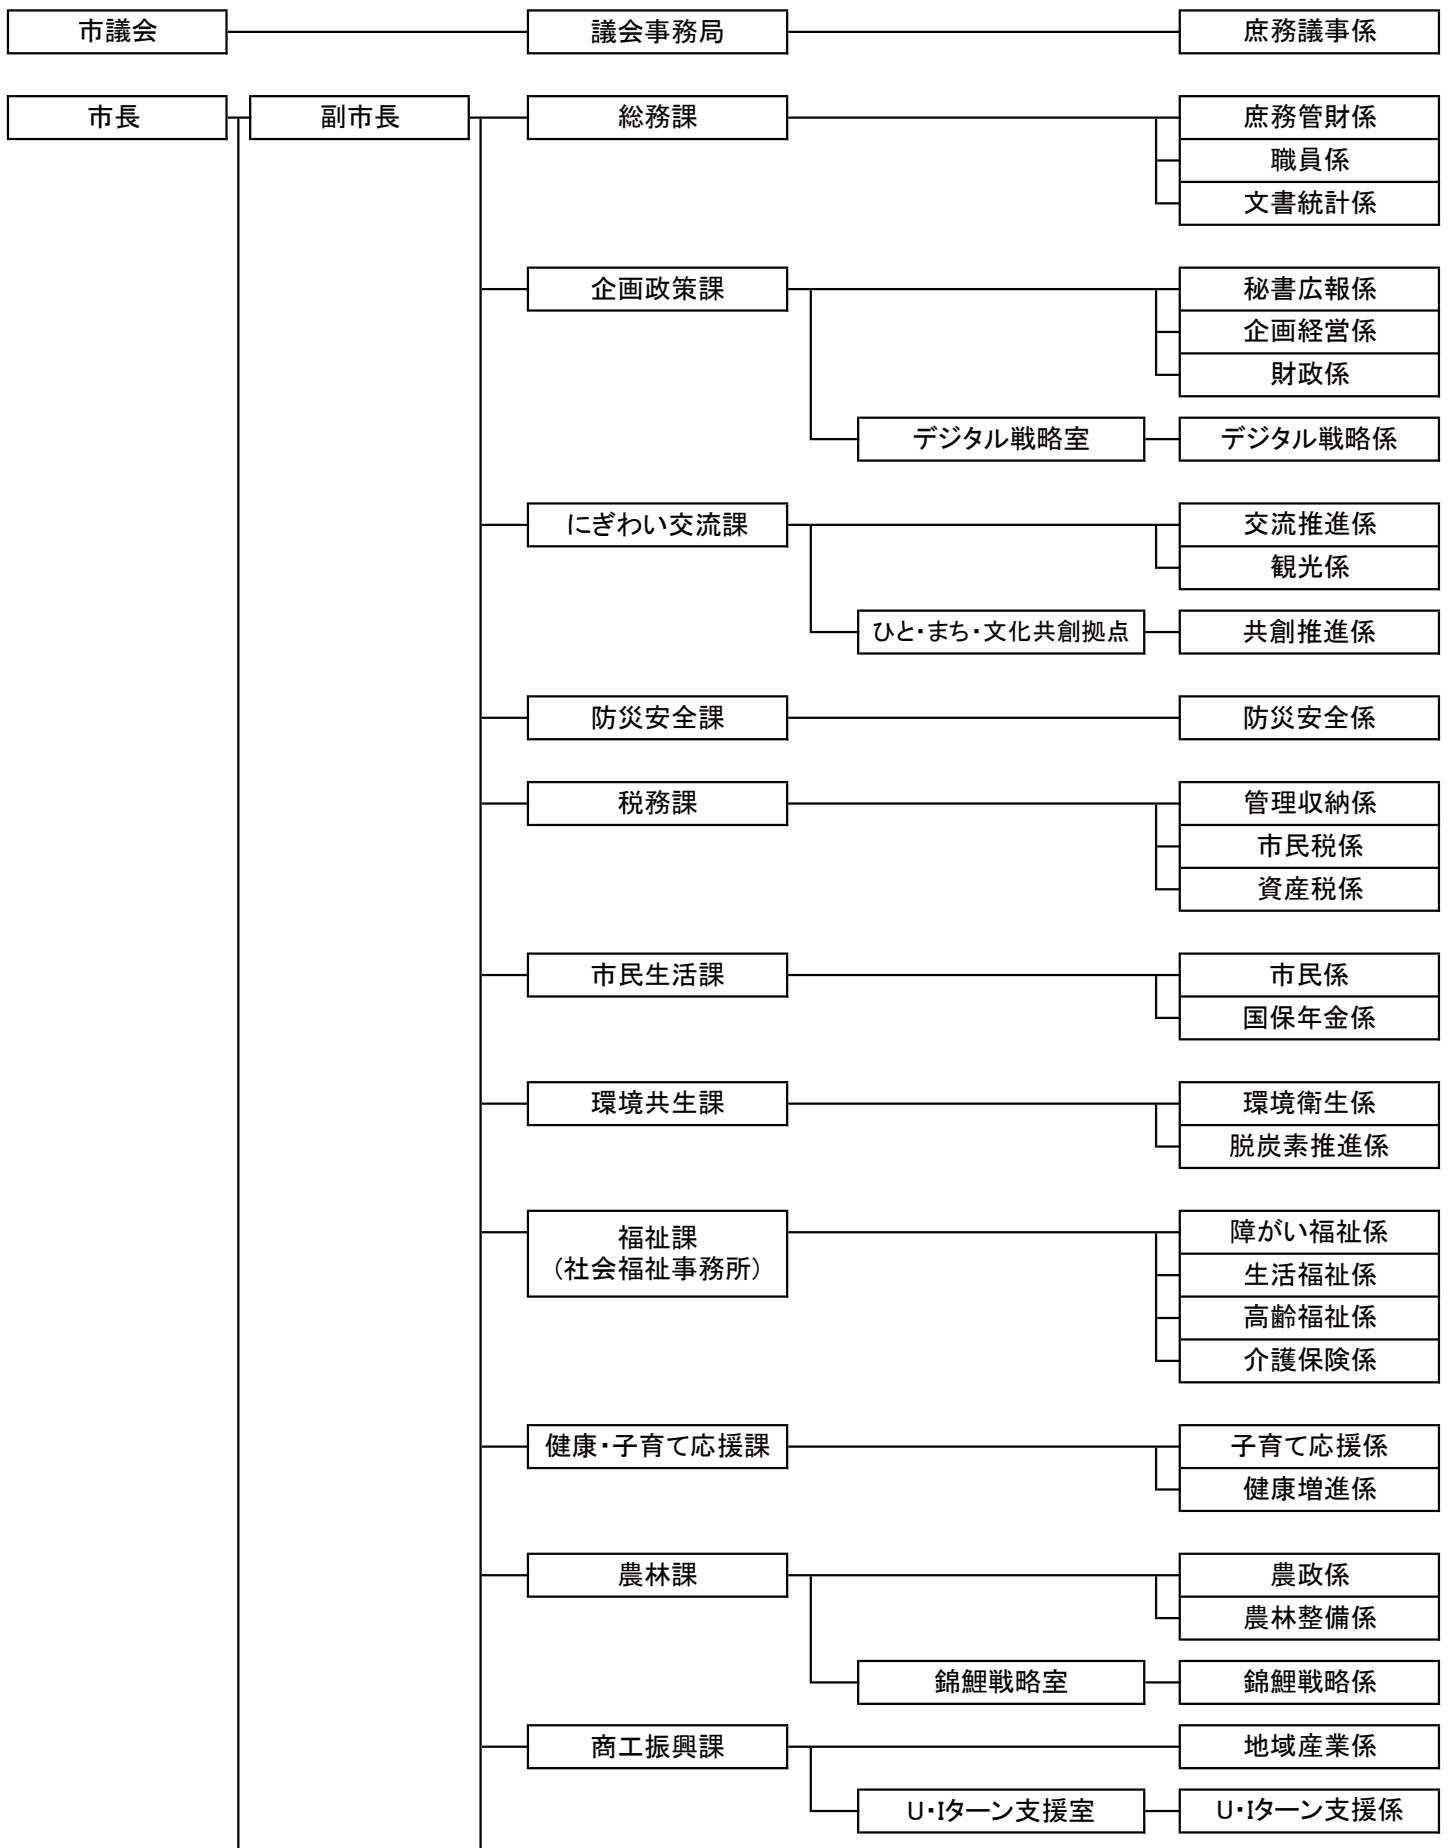 市議会
議会事務局
庶務議事係
市長
副市長
総務課
庶務管財係
職員係
文書統計係
企画政策課
秘書広報係
企画経営係
財政係
デジタル戦略室
デジタル戦略係
にぎわい交流課
交流推進係
観光係
ひと・まち・文化共創拠点
共創推進係
防災安全課
防災安全係
税務課
管理収納係
市民税係
資産税係
市民生活課
市民係
国保年金係
環境共生課
環境衛生係
脱炭素推進係
福祉課
（社会福祉事務所）
障がい福祉係
生活福祉係
高齢福祉係
介護保険係
健康・子育て応援課
子育て応援係
健康増進係
農林課
農政係
農林整備係
錦鯉戦略室
錦鯉戦略係
商工振興課
地域産業係
U・Iターン支援室
U・Iターン支援係